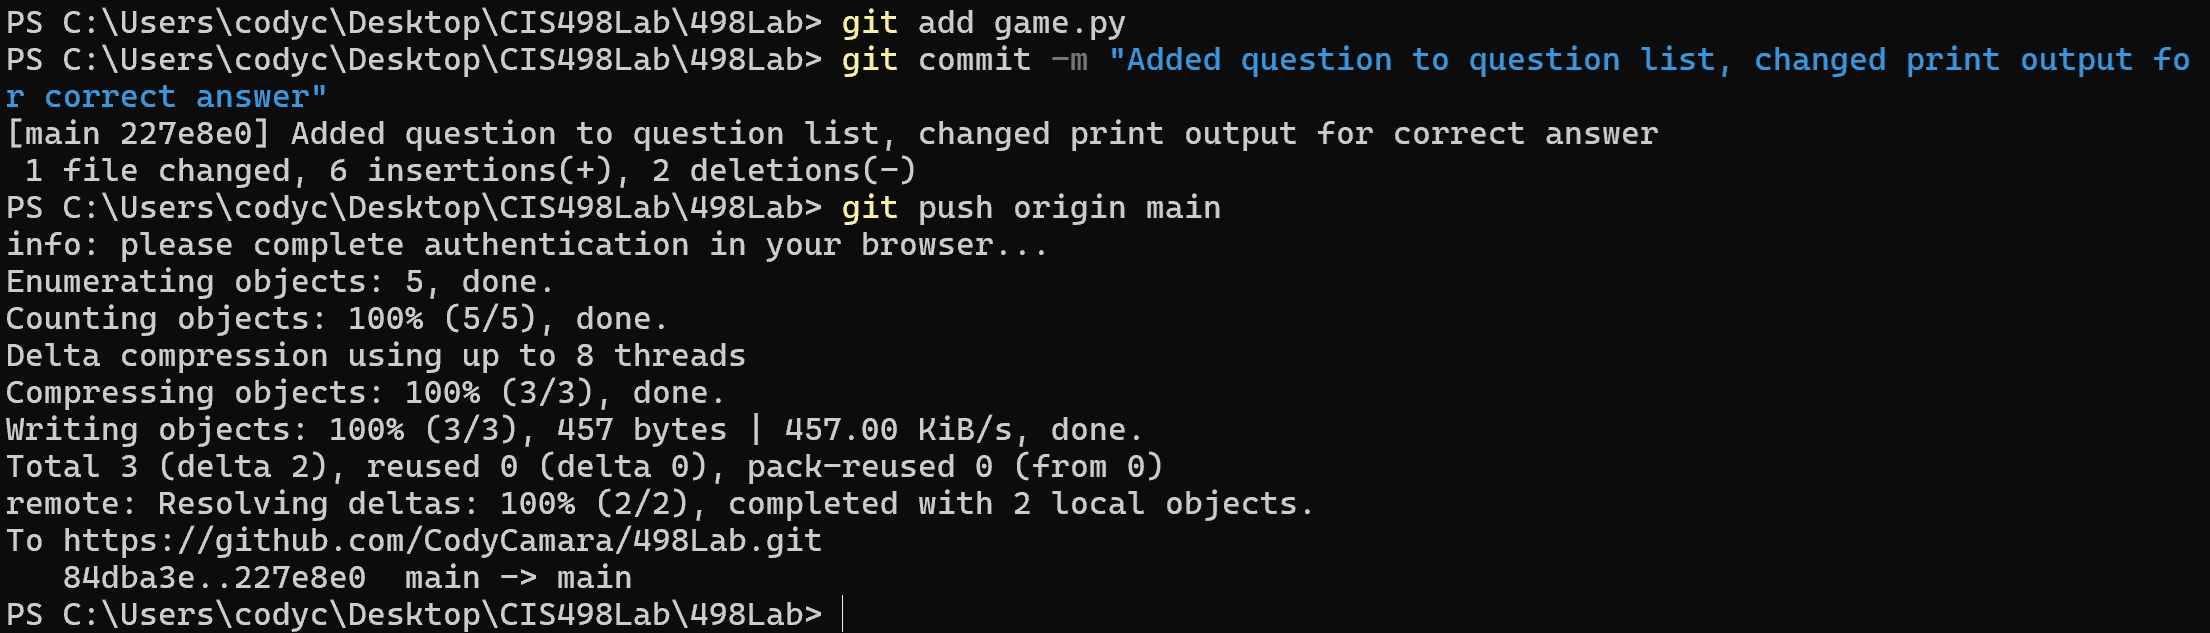 PS C:\Users\codyc\Desktop\CIS498Lab\498Lab> git add game.py
PS C:\Users\codyc\Desktop\CIS498Lab\498Lab> git commit -m "Added question to question list, changed print output fo
r correct answer"
[main 227e8e0] Added question to question list, changed print output for correct answer
 1 file changed, 6 insertions(+), 2 deletions(-)
PS C:\Users\codyc\Desktop\CIS498Lab\498Lab> git push origin main
info: please complete authentication in your browser...
Enumerating objects: 5, done.
Counting objects: 100% (5/5), done.
Delta compression using up to 8 threads
Compressing objects: 100% (3/3), done.
Writing objects: 100% (3/3), 457 bytes | 457.00 KiB/s, done.
Total 3 (delta 2), reused 0 (delta 0), pack-reused 0 (from 0)
remote: Resolving deltas: 100% (2/2), completed with 2 local objects.
To https://github.com/CodyCamara/498Lab.git
   84dba3e..227e8e0  main -> main
PS C:\Users\codyc\Desktop\CIS498Lab\498Lab>